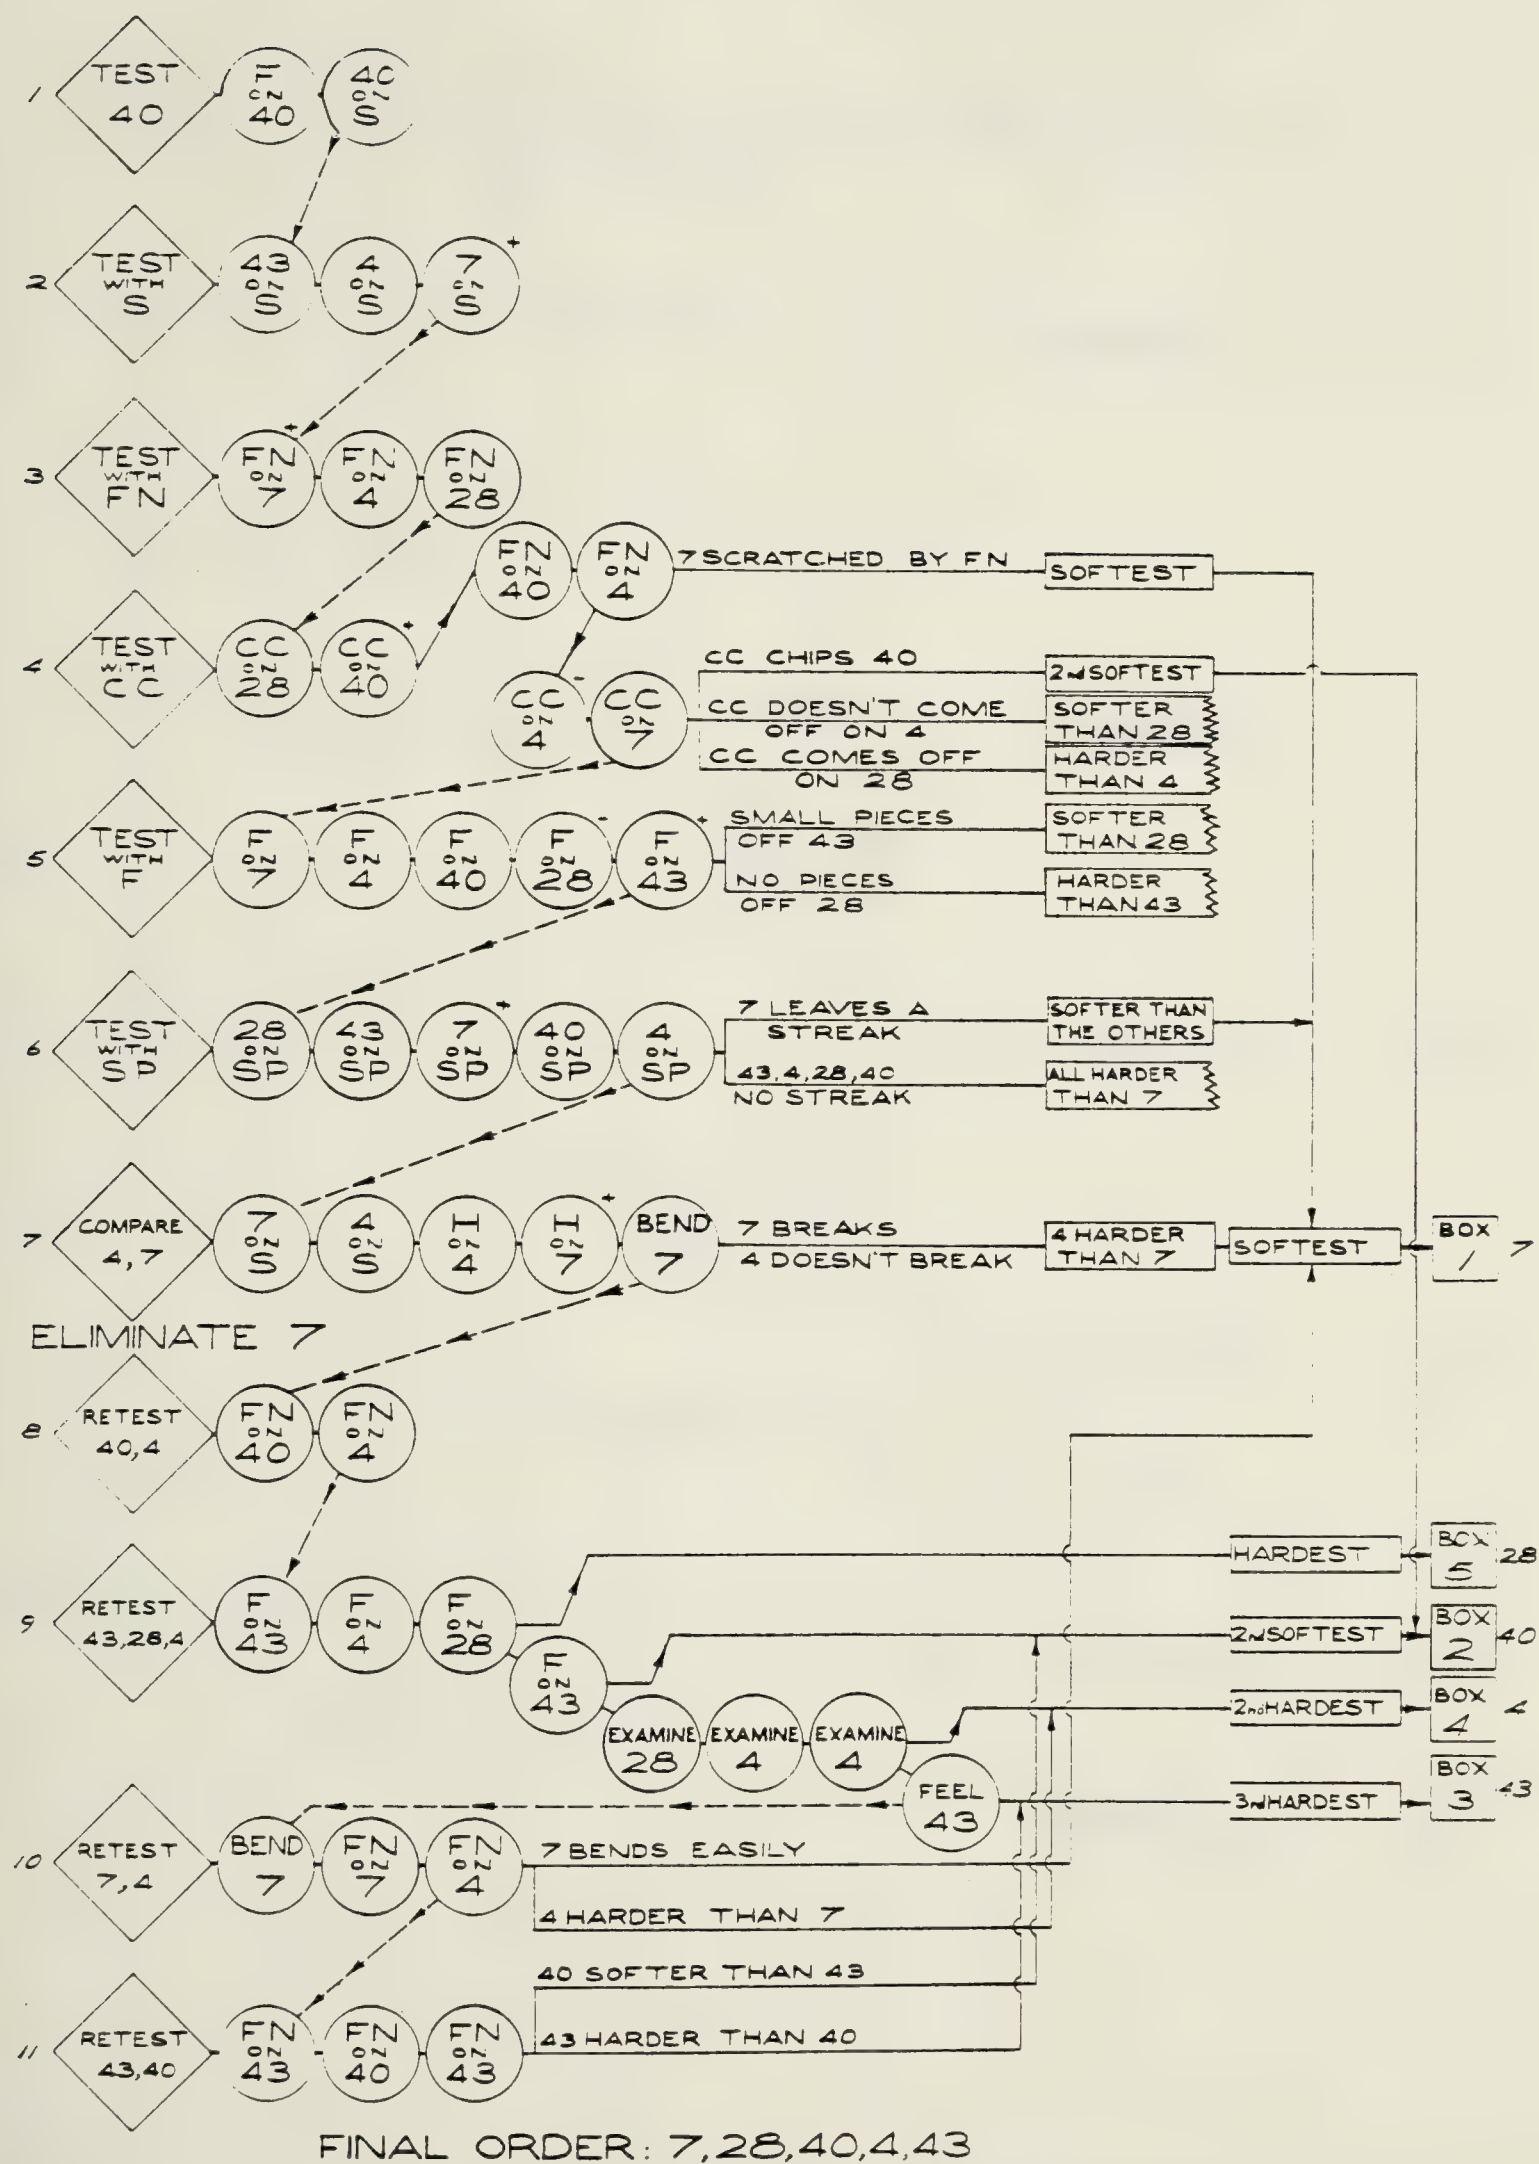 1
TEST
40
F
ON
40
40
ON
S
2
TEST
WITH
S
43
ON
S
4
ON
S
+
7
ON
S
3
TEST
WITH
FN
+
FN
ON
7
FN
ON
4
FN
ON
28
4
TEST
WITH
CC
CC
ON
28
+
CC
ON
40
FN
ON
40
FN
ON
4
7 SCRATCHED BY FN
SOFTEST
-
CC
ON
4
CC
ON
7
CC CHIPS 40
2nd SOFTEST
CC DOESN'T COME
OFF ON 4
SOFTER
THAN 28
CC COMES OFF
ON 28
HARDER
THAN 4
5
TEST
WITH
F
F
ON
7
F
ON
4
F
ON
40
-
F
ON
28
+
F
ON
43
SMALL PIECES
OFF 43
SOFTER
THAN 28
NO PIECES
OFF 28
HARDER
THAN 43
6
TEST
WITH
SP
28
ON
SP
43
ON
SP
+
7
ON
SP
40
ON
SP
4
ON
SP
7 LEAVES A
STREAK
SOFTER THAN
THE OTHERS
43,4,28,40
NO STREAK
ALL HARDER
THAN 7
7
COMPARE
4,7
7
ON
S
4
ON
S
H
ON
4
+
H
ON
7
BEND
7
7 BREAKS
4 DOESN'T BREAK
4 HARDER
THAN 7
SOFTEST
BOX
1
7
ELIMINATE 7
8
RETEST
40,4
FN
ON
40
FN
ON
4
9
RETEST
43,28,4
F
ON
43
F
ON
4
F
ON
28
HARDEST
BOX
5
28
F
ON
43
2nd SOFTEST
BOX
2
40
EXAMINE
28
EXAMINE
4
EXAMINE
4
2nd HARDEST
BOX
4
4
FEEL
43
3rd HARDEST
BOX
3
43
10
RETEST
7,4
BEND
7
FN
ON
7
FN
ON
4
7 BENDS EASILY
4 HARDER THAN 7
11
RETEST
43,40
FN
ON
43
FN
ON
40
FN
ON
43
40 SOFTER THAN 43
43 HARDER THAN 40
FINAL ORDER: 7,28,40,4,43